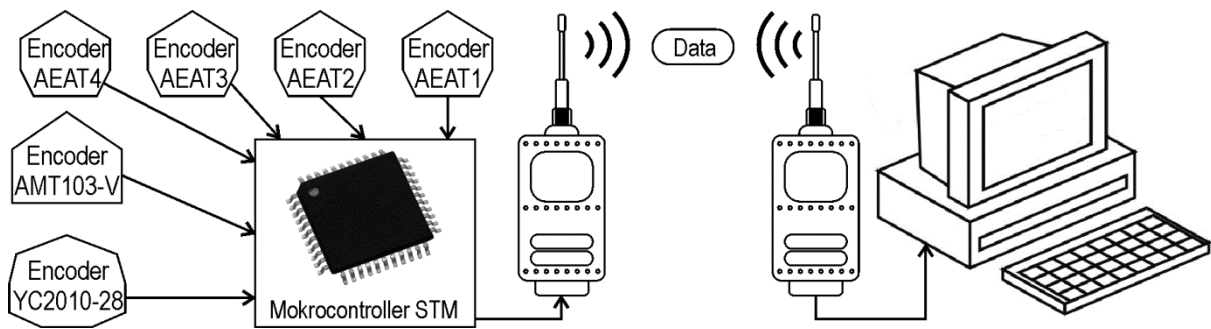 Encoder
AEAT4
Encoder
AEAT3
Encoder
AEAT2
Encoder
AEAT1
Data
Encoder
AMT103-V
Encoder
YC2010-28
Mokrocontroller STM